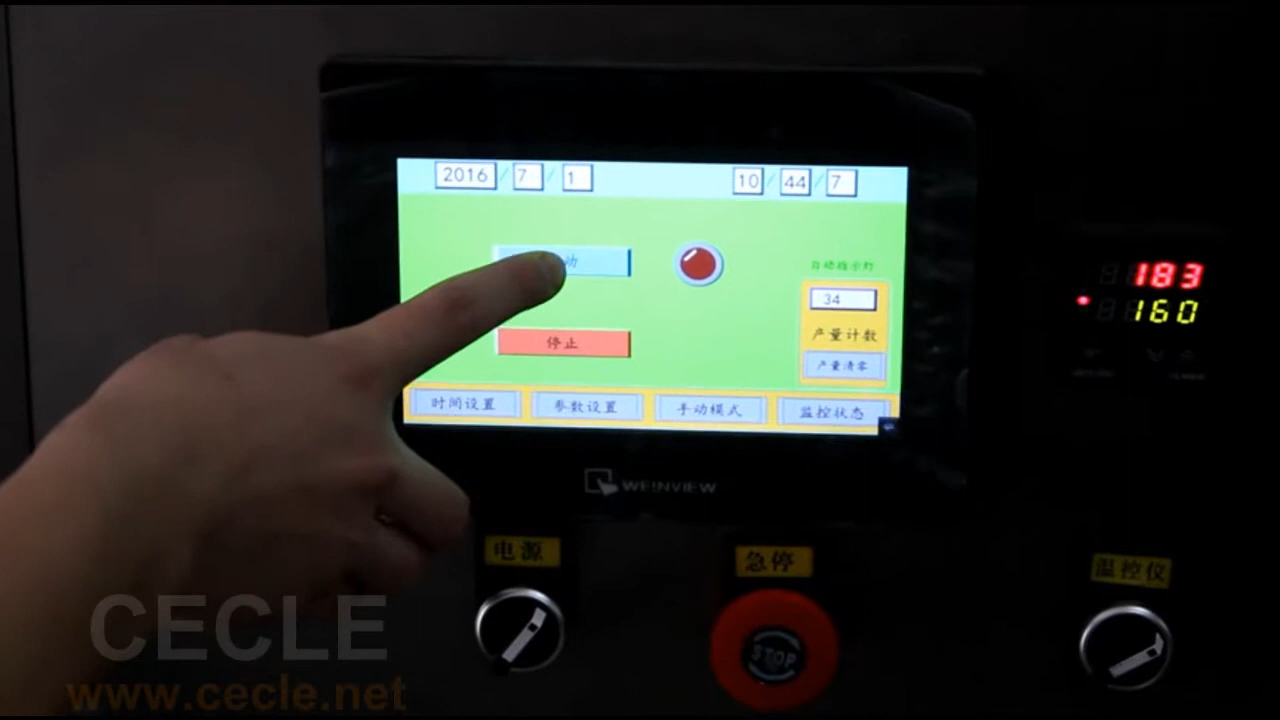 2016 / 7 / 1
10 / 44 / 7
动
183
自动指示灯
160
34
产量计数
停止
产量清零
时间设置 参数设置 手动模式 监控状态
WEINVIEW
电源
急停
温控仪
STOP
CECLE
www.cecle.net